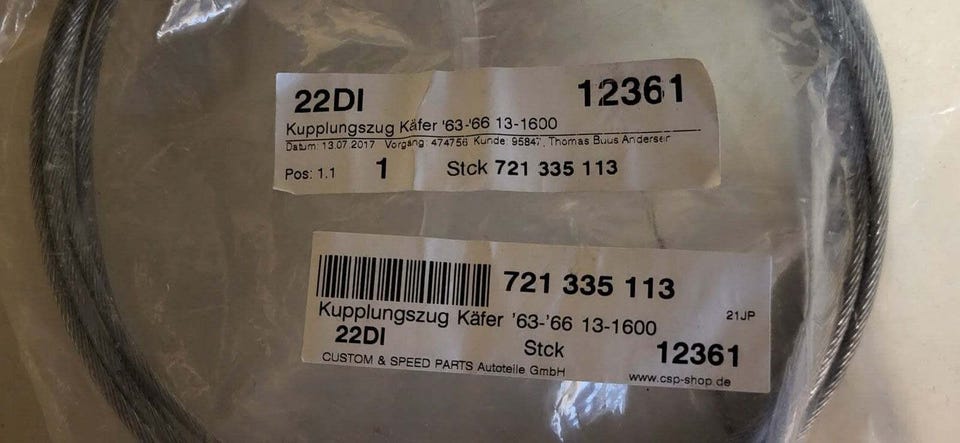 22DI 12361
Kupplungszug Käfer '63-'66 13-1600
Datum: 13.07.2017 Vorgang: 474756 Kunde: 95847, Thomas Buus Andersen
Pos: 1.1 1 Stck 721 335 113
721 335 113
21JP
Kupplungszug Käfer '63-'66 13-1600
22DI Stck 12361
CUSTOM & SPEED PARTS Autoteile GmbH www.csp-shop.de